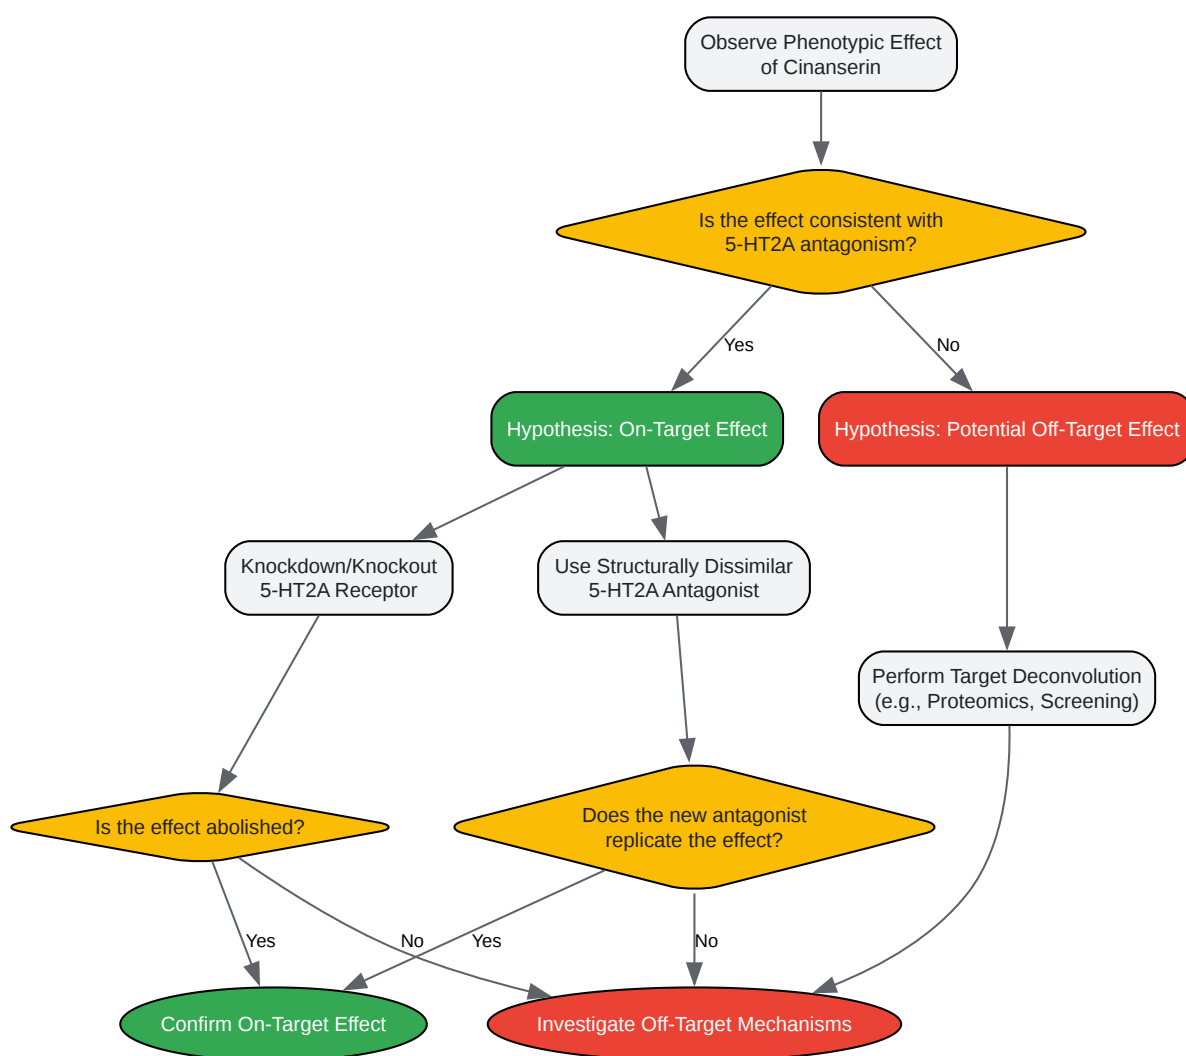 Observe Phenotypic Effect
of Cinanserin
Is the effect consistent with
5-HT2A antagonism?
Yes
No
Hypothesis: On-Target Effect
Hypothesis: Potential Off-Target Effect
Knockdown/Knockout
5-HT2A Receptor
Use Structurally Dissimilar
5-HT2A Antagonist
Perform Target Deconvolution
(e.g., Proteomics, Screening)
Is the effect abolished?
Does the new antagonist
replicate the effect?
Yes
No
Yes
No
Confirm On-Target Effect
Investigate Off-Target Mechanisms